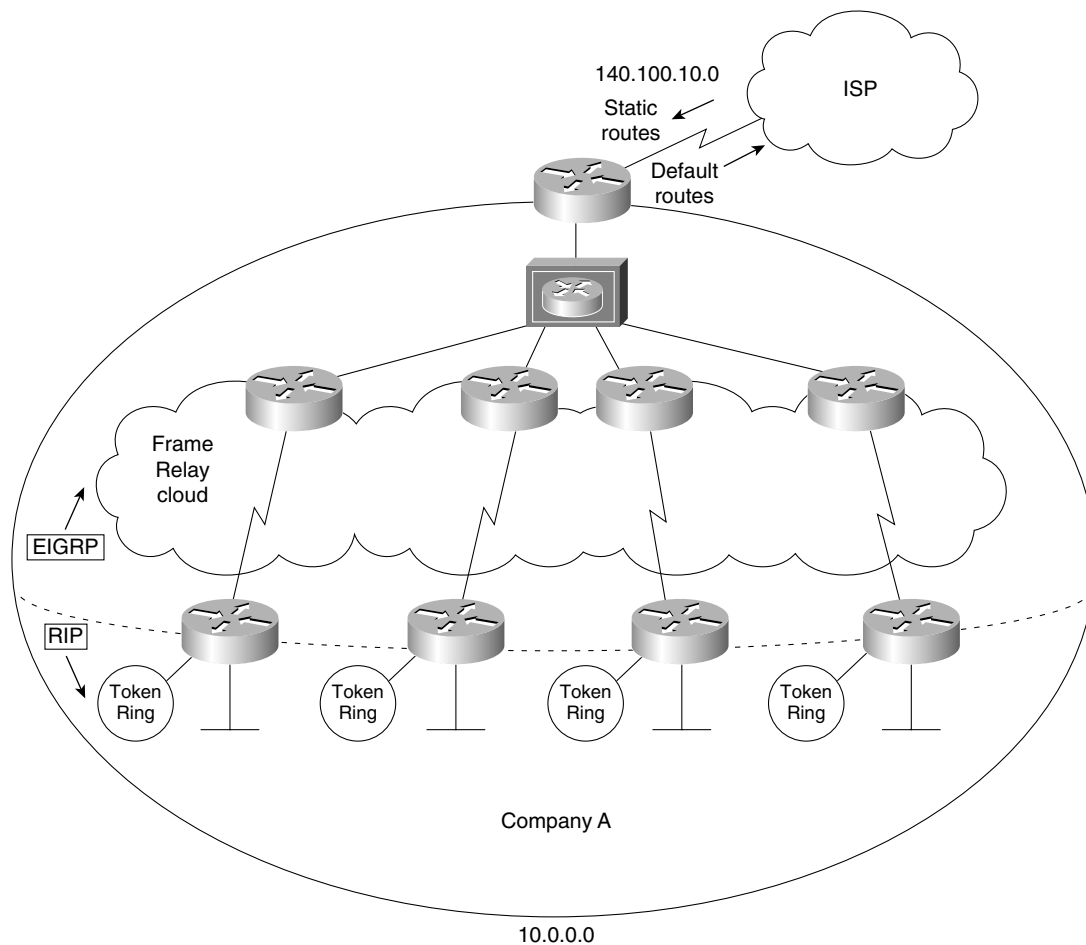 140.100.10.0
ISP
Static
routes
Default
routes
Frame
Relay
cloud
EIGRP
RIP
Token
Ring
Token
Ring
Token
Ring
Token
Ring
Company A
10.0.0.0